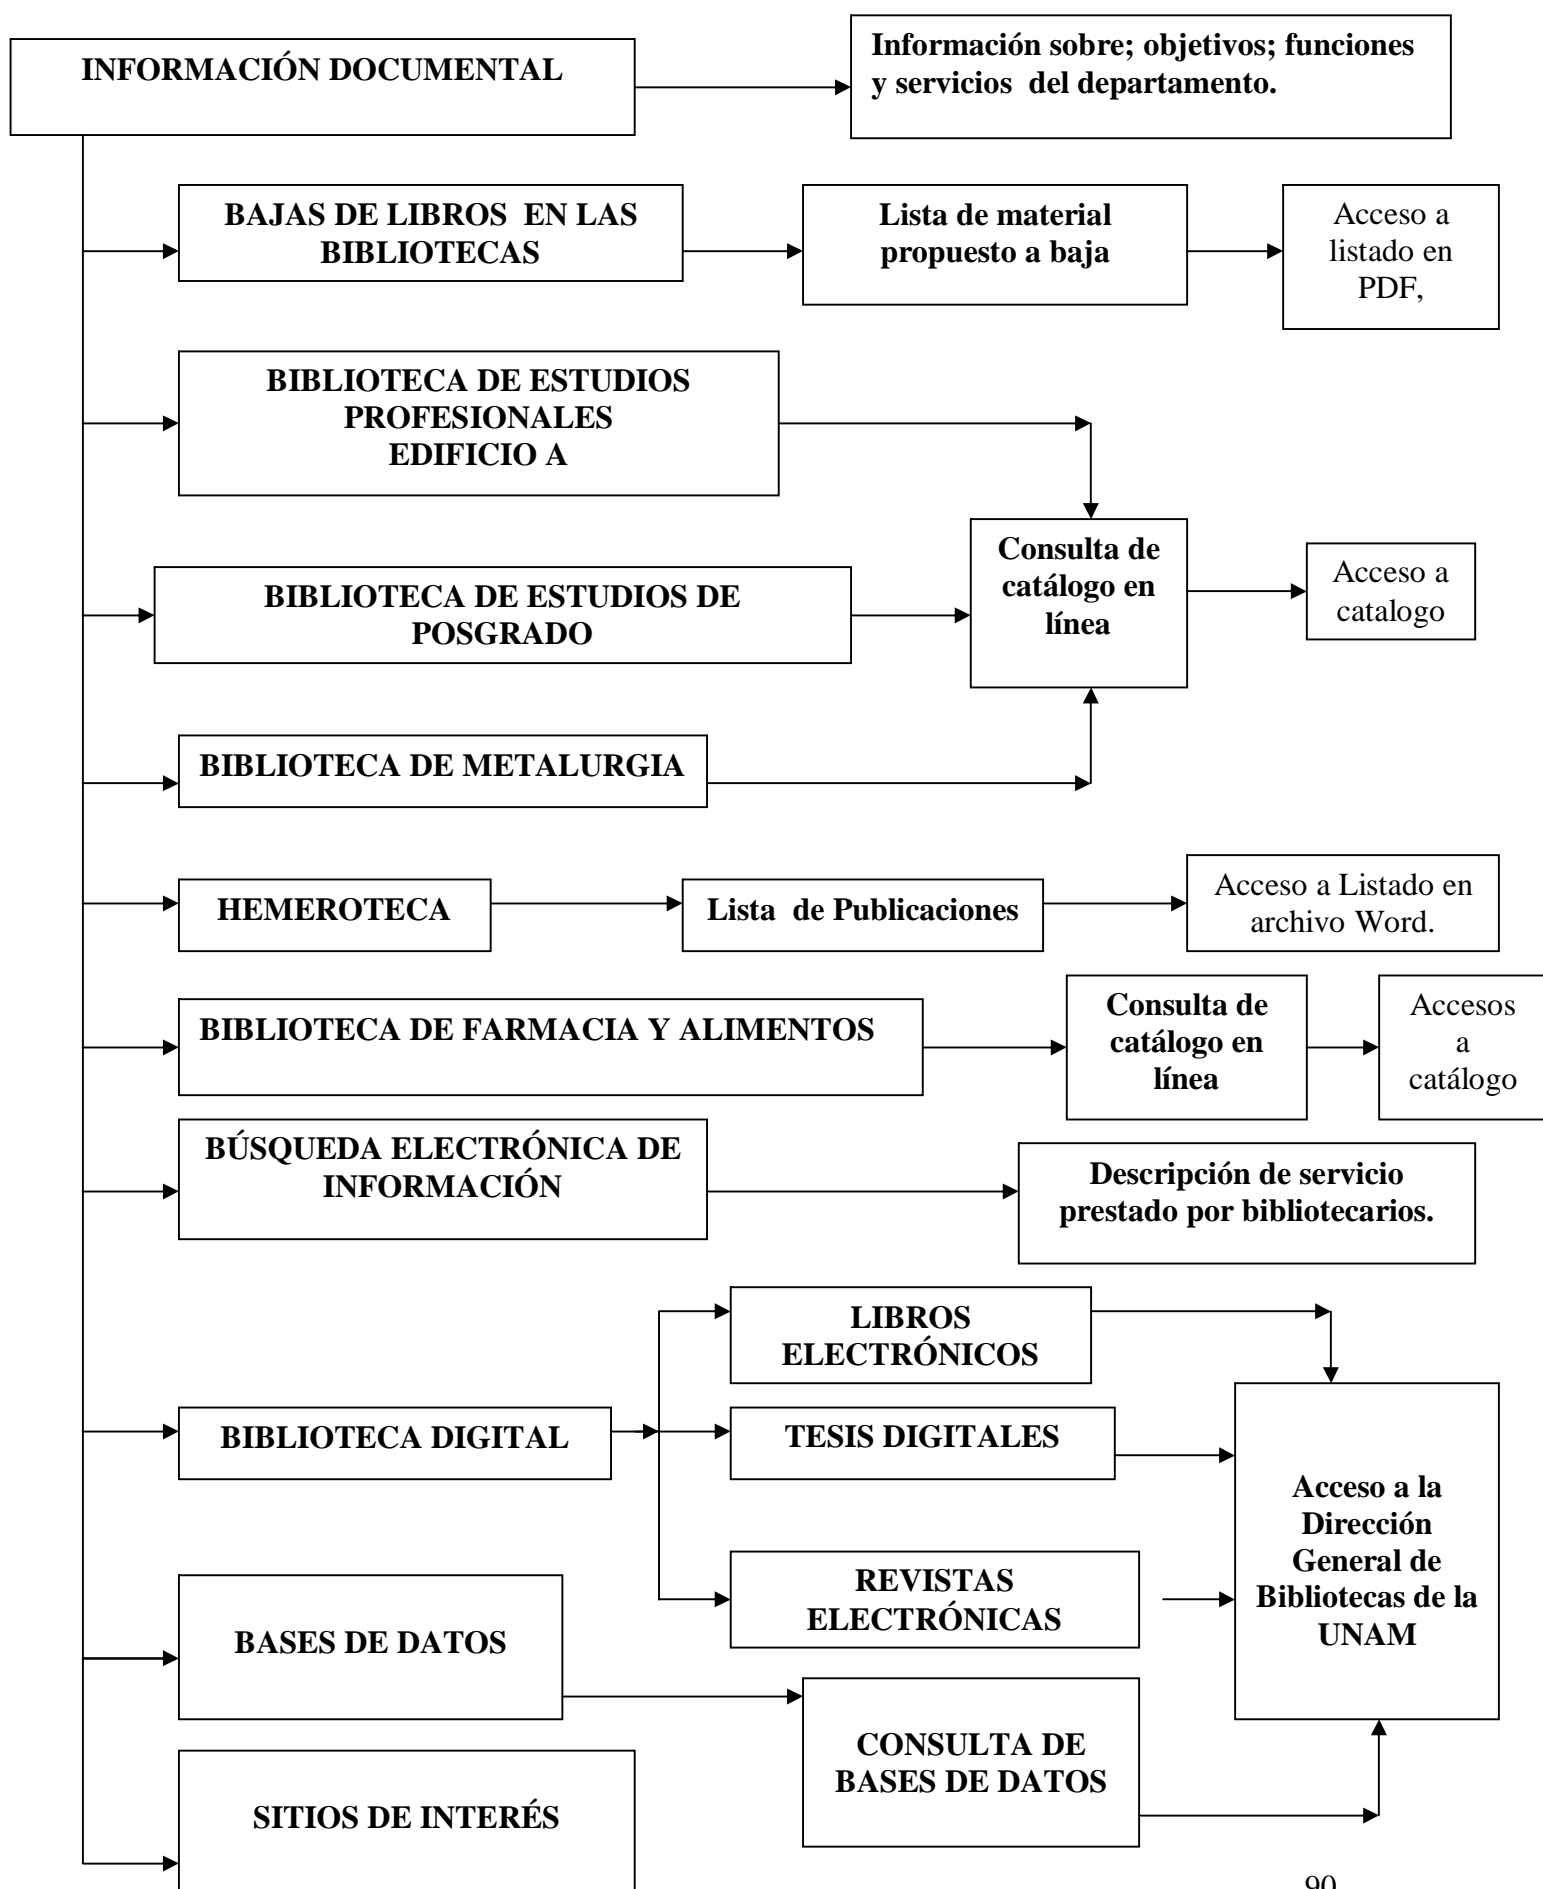 INFORMACIÓN DOCUMENTAL
Información sobre; objetivos; funciones
y servicios del departamento.
BAJAS DE LIBROS EN LAS
BIBLIOTECAS
Lista de material
propuesto a baja
Acceso a
listado en
PDF,
BIBLIOTECA DE ESTUDIOS
PROFESIONALES
EDIFICIO A
Consulta de
catálogo en
línea
Acceso a
catalogo
BIBLIOTECA DE ESTUDIOS DE
POSGRADO
BIBLIOTECA DE METALURGIA
HEMEROTECA
Lista de Publicaciones
Acceso a Listado en
archivo Word.
BIBLIOTECA DE FARMACIA Y ALIMENTOS
Consulta de
catálogo en
línea
Accesos
a
catálogo
BÚSQUEDA ELECTRÓNICA DE
INFORMACIÓN
Descripción de servicio
prestado por bibliotecarios.
LIBROS
ELECTRÓNICOS
BIBLIOTECA DIGITAL
TESIS DIGITALES
REVISTAS
ELECTRÓNICAS
Acceso a la
Dirección
General de
Bibliotecas de la
UNAM
BASES DE DATOS
CONSULTA DE
BASES DE DATOS
SITIOS DE INTERÉS
90